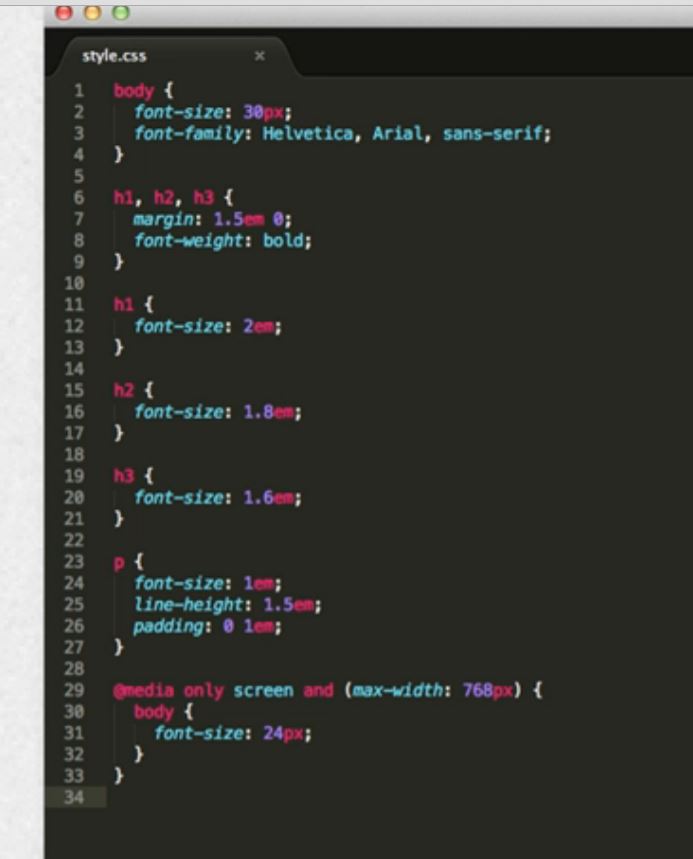 style.css ×
1 body {
2 font-size: 30px;
3 font-family: Helvetica, Arial, sans-serif;
4 }
5
6 h1, h2, h3 {
7 margin: 1.5em 0;
8 font-weight: bold;
9 }
10
11 h1 {
12 font-size: 2em;
13 }
14
15 h2 {
16 font-size: 1.8em;
17 }
18
19 h3 {
20 font-size: 1.6em;
21 }
22
23 p {
24 font-size: 1em;
25 line-height: 1.5em;
26 padding: 0 1em;
27 }
28
29 @media only screen and (max-width: 768px) {
30 body {
31 font-size: 24px;
32 }
33 }
34